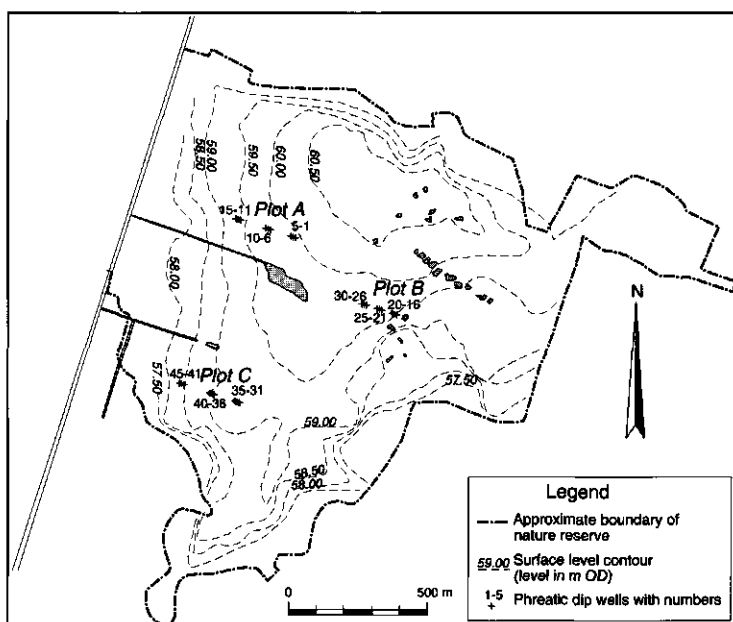 58.50
59.00
59.50
60.00
60.50
15-11
Plot A
10-6
5-1
58.00
30-26
Plot B
20-16
25-21
N
57.50
45/41
Plot C
35-31
40-36
57.50
59.00
58.50
58.00
0
500 m
Legend
Approximate boundary of
nature reserve
59.00
Surface level contour
(level in m OD)
1-5
Phreatic dip wells with numbers